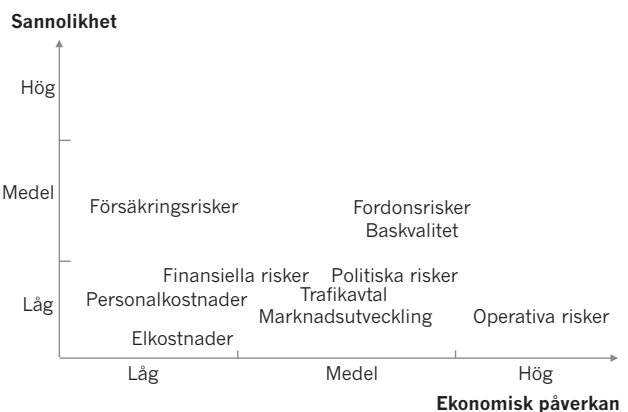 Sannolikhet
Hög
Medel
Försäkringsrisker
Fordonsrisker
Baskvalitet
Finansiella risker
Politiska risker
Låg
Personalkostnader
Trafikavtal
Marknadsutveckling
Operativa risker
Elkostnader
Låg
Medel
Hög
Ekonomisk påverkan